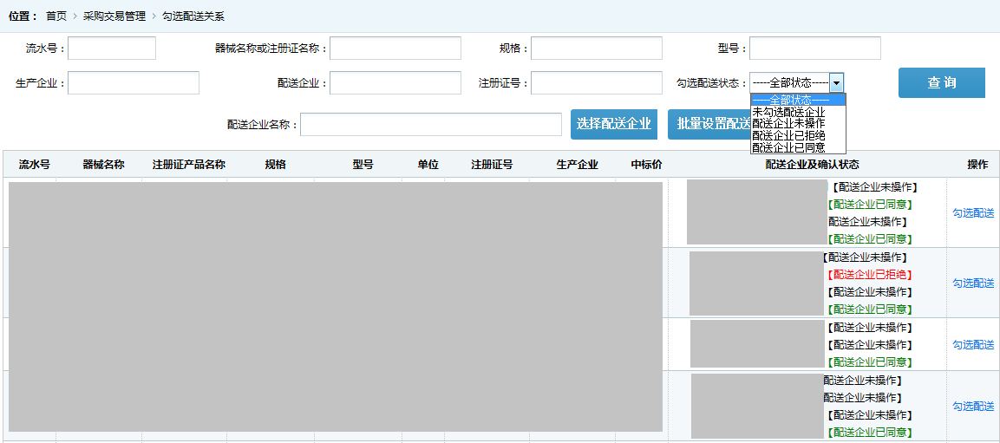 位置： 首页 > 采购交易管理 > 勾选配送关系
流水号： 器械名称或注册证名称： 规格： 型号：
生产企业： 配送企业： 注册证号： 勾选配送状态： -----全部状态----- 查 询
-----全部状态-----
未勾选配送企业
配送企业未操作
配送企业已拒绝
配送企业已同意
配送企业名称： 选择配送企业 批量设置配送
流水号 器械名称 注册证产品名称 规格 型号 单位 注册证号 生产企业 中标价 配送企业及确认状态 操作
【配送企业未操作】
【配送企业已同意】
配送企业未操作】
【配送企业已同意】
勾选配送
【配送企业未操作】
【配送企业已拒绝】
【配送企业未操作】
【配送企业已同意】
勾选配送
【配送企业未操作】
【配送企业未操作】
【配送企业已同意】
勾选配送
配送企业未操作】
配送企业未操作】
【配送企业未操作】
【配送企业已同意】
勾选配送